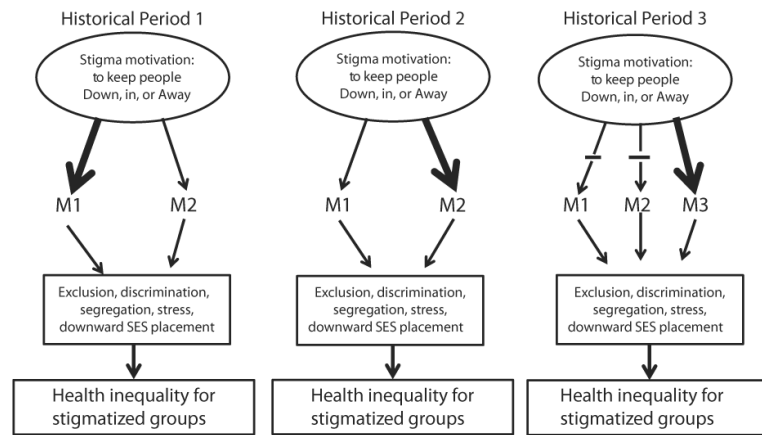 Historical Period 1
Stigma motivation:
to keep people
Down, in, or Away
M1
M2
Exclusion, discrimination,
segregation, stress,
downward SES placement
Health inequality for
stigmatized groups
Historical Period 2
Stigma motivation:
to keep people
Down, in, or Away
M1
M2
Exclusion, discrimination,
segregation, stress,
downward SES placement
Health inequality for
stigmatized groups
Historical Period 3
Stigma motivation:
to keep people
Down, in, or Away
M1
M2
M3
Exclusion, discrimination,
segregation, stress,
downward SES placement
Health inequality for
stigmatized groups